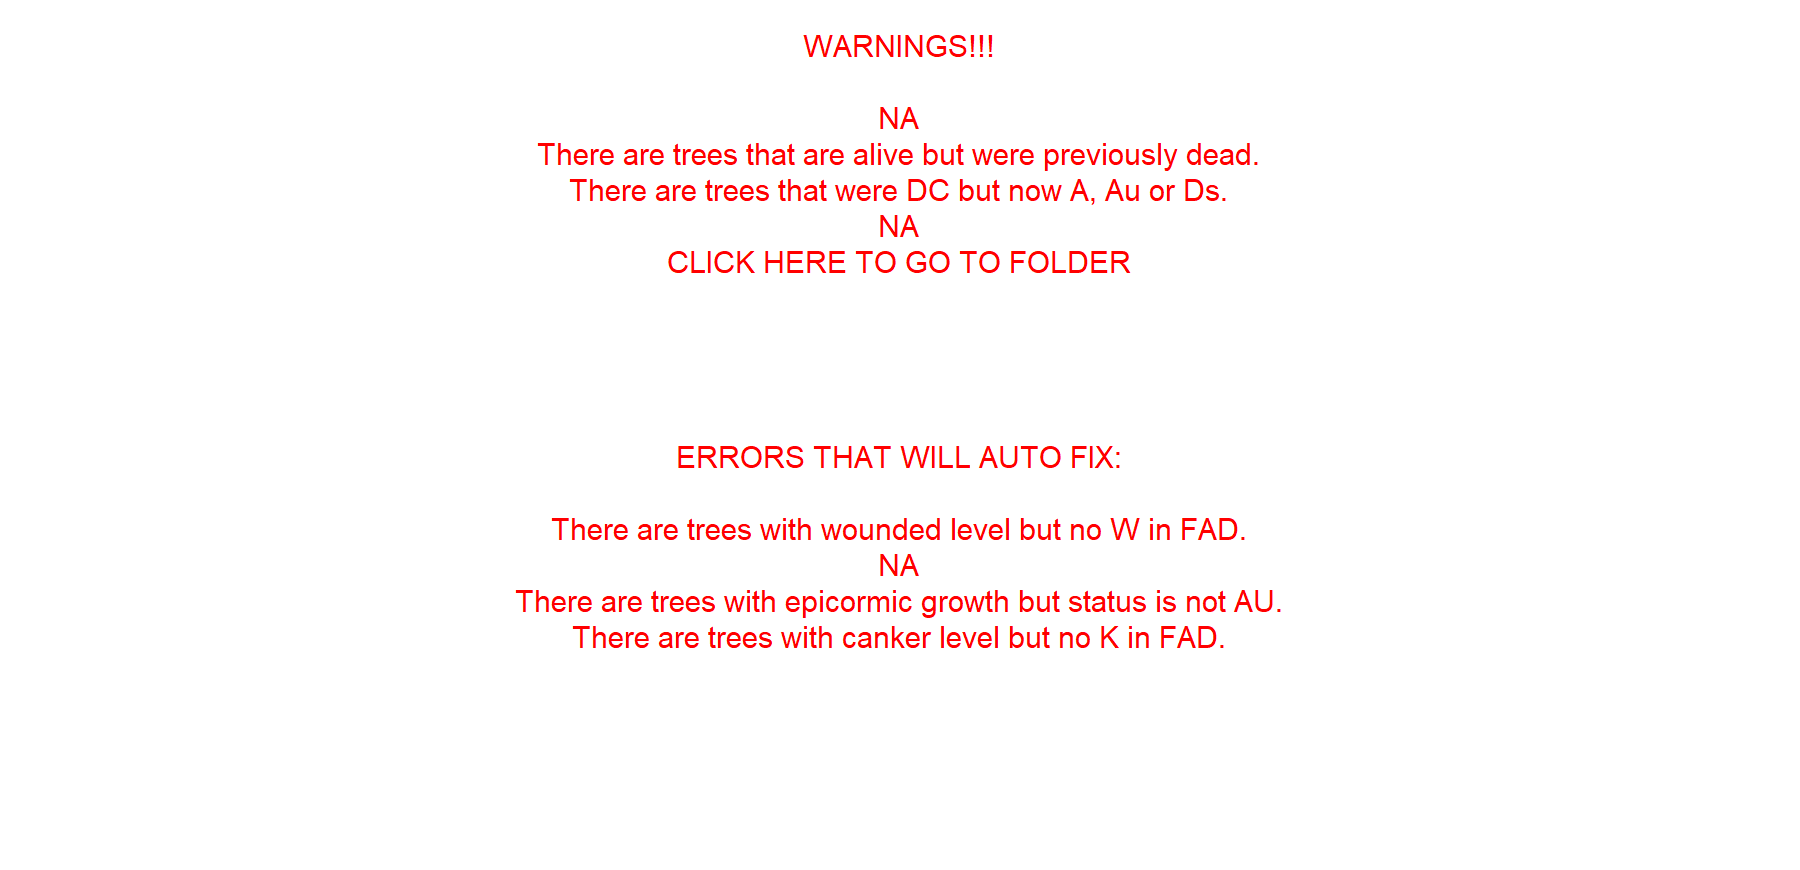 WARNINGS!!!
NA
There are trees that are alive but were previously dead.
There are trees that were DC but now A, Au or Ds.
NA
CLICK HERE TO GO TO FOLDER
ERRORS THAT WILL AUTO FIX:
There are trees with wounded level but no W in FAD.
NA
There are trees with epicormic growth but status is not AU.
There are trees with canker level but no K in FAD.